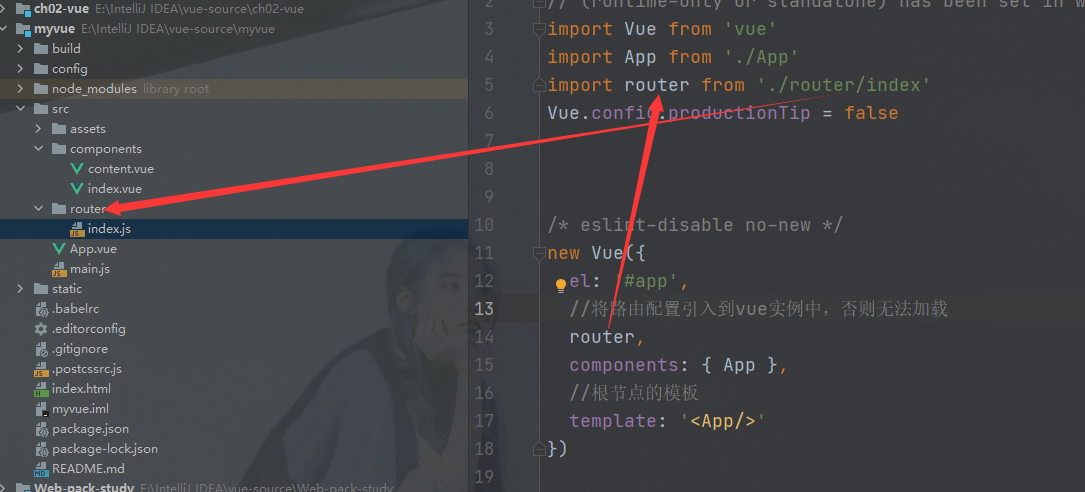 ch02-vue E:\IntelliJ IDEA\vue-source\ch02-vue
myvue E:\IntelliJ IDEA\vue-source\myvue
build
config
node_modules library root
src
assets
components
content.vue
index.vue
router
index.js
App.vue
main.js
static
.babelrc
.editorconfig
.gitignore
.postcssrc.js
index.html
myvue.iml
package.json
package-lock.json
README.md
Web-pack-study E:\IntelliJ IDEA\vue-source\Web-pack-study
2 // (runtime-only or standalone) has been set in w
3 import Vue from 'vue'
4 import App from './App'
5 import router from './router/index'
6 Vue.config.productionTip = false
7
8
9
10 /* eslint-disable no-new */
11 new Vue({
12 el: '#app',
13 //将路由配置引入到vue实例中，否则无法加载
14 router,
15 components: { App },
16 //根节点的模板
17 template: '<App/>'
18 })
19